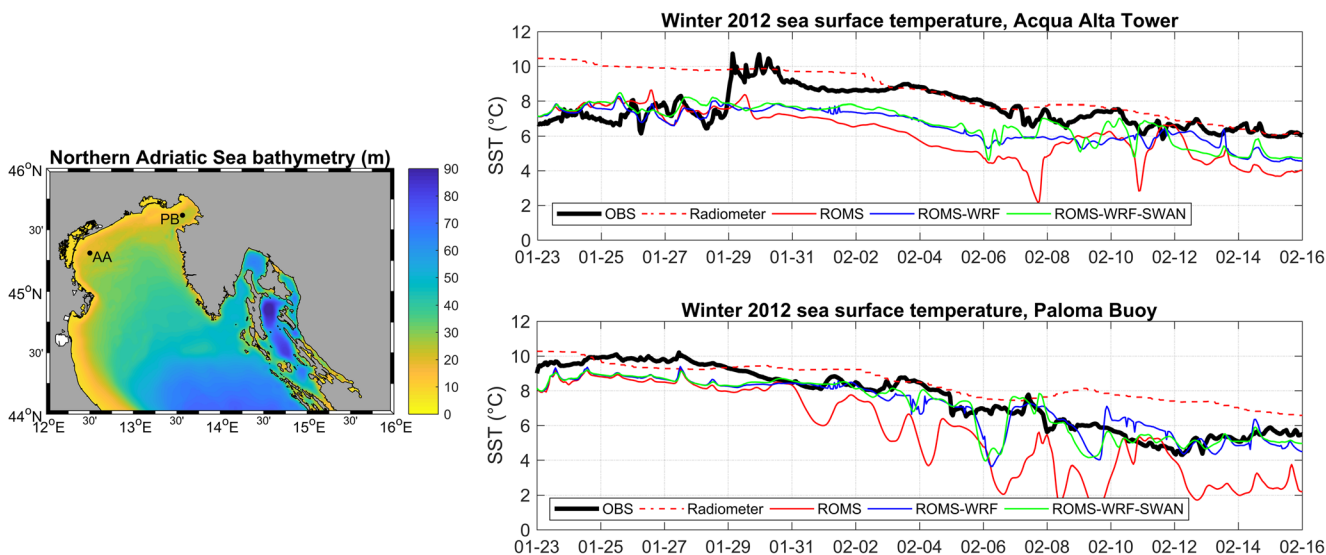 Northern Adriatic Sea bathymetry (m)
46°N
30'
45°N
30'
44°N
12°E
30'
13°E
30'
14°E
30'
15°E
30'
16°E
PB
AA
90
80
70
60
50
40
30
20
10
0
Winter 2012 sea surface temperature, Acqua Alta Tower
SST (°C)
12
10
8
6
4
2
0
OBS Radiometer ROMS ROMS-WRF ROMS-WRF-SWAN
01-23 01-25 01-27 01-29 01-31 02-02 02-04 02-06 02-08 02-10 02-12 02-14 02-16
Winter 2012 sea surface temperature, Paloma Buoy
SST (°C)
12
10
8
6
4
2
0
OBS Radiometer ROMS ROMS-WRF ROMS-WRF-SWAN
01-23 01-25 01-27 01-29 01-31 02-02 02-04 02-06 02-08 02-10 02-12 02-14 02-16